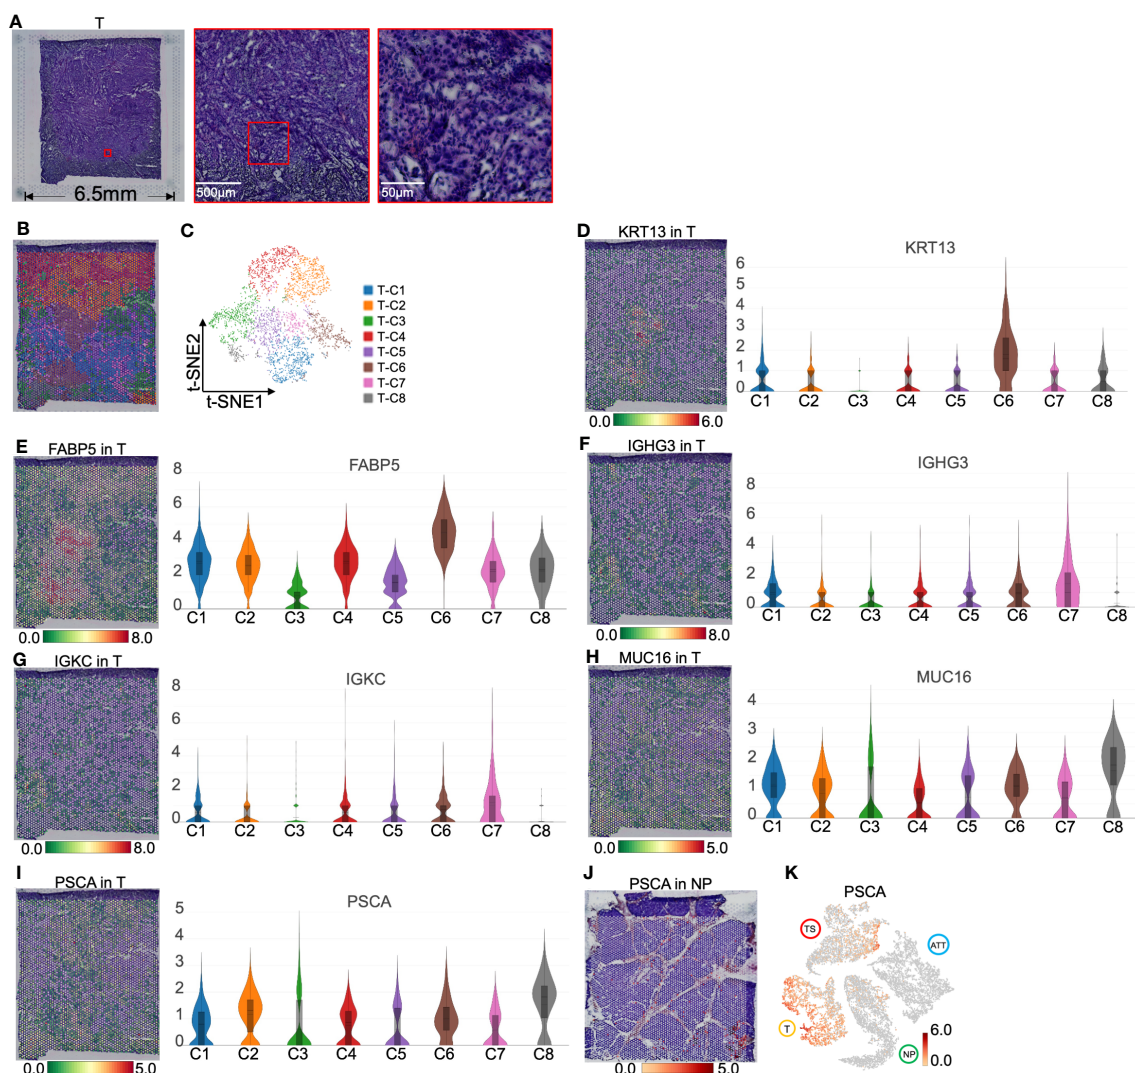 A
T
6.5mm
500μm
50μm
B
C
t-SNE2
t-SNE1
T-C1
T-C2
T-C3
T-C4
T-C5
T-C6
T-C7
T-C8
D
KRT13 in T
0.0 6.0
KRT13
6
5
4
3
2
1
0
C1 C2 C3 C4 C5 C6 C7 C8
E
FABP5 in T
0.0 8.0
FABP5
8
6
4
2
0
C1 C2 C3 C4 C5 C6 C7 C8
F
IGHG3 in T
0.0 8.0
IGHG3
8
6
4
2
0
C1 C2 C3 C4 C5 C6 C7 C8
G
IGKC in T
0.0 8.0
IGKC
8
6
4
2
0
C1 C2 C3 C4 C5 C6 C7 C8
H
MUC16 in T
0.0 5.0
MUC16
4
3
2
1
0
C1 C2 C3 C4 C5 C6 C7 C8
I
PSCA in T
0.0 5.0
PSCA
5
4
3
2
1
0
C1 C2 C3 C4 C5 C6 C7 C8
J
PSCA in NP
0.0 5.0
K
PSCA
TS
ATT
T
NP
6.0
0.0